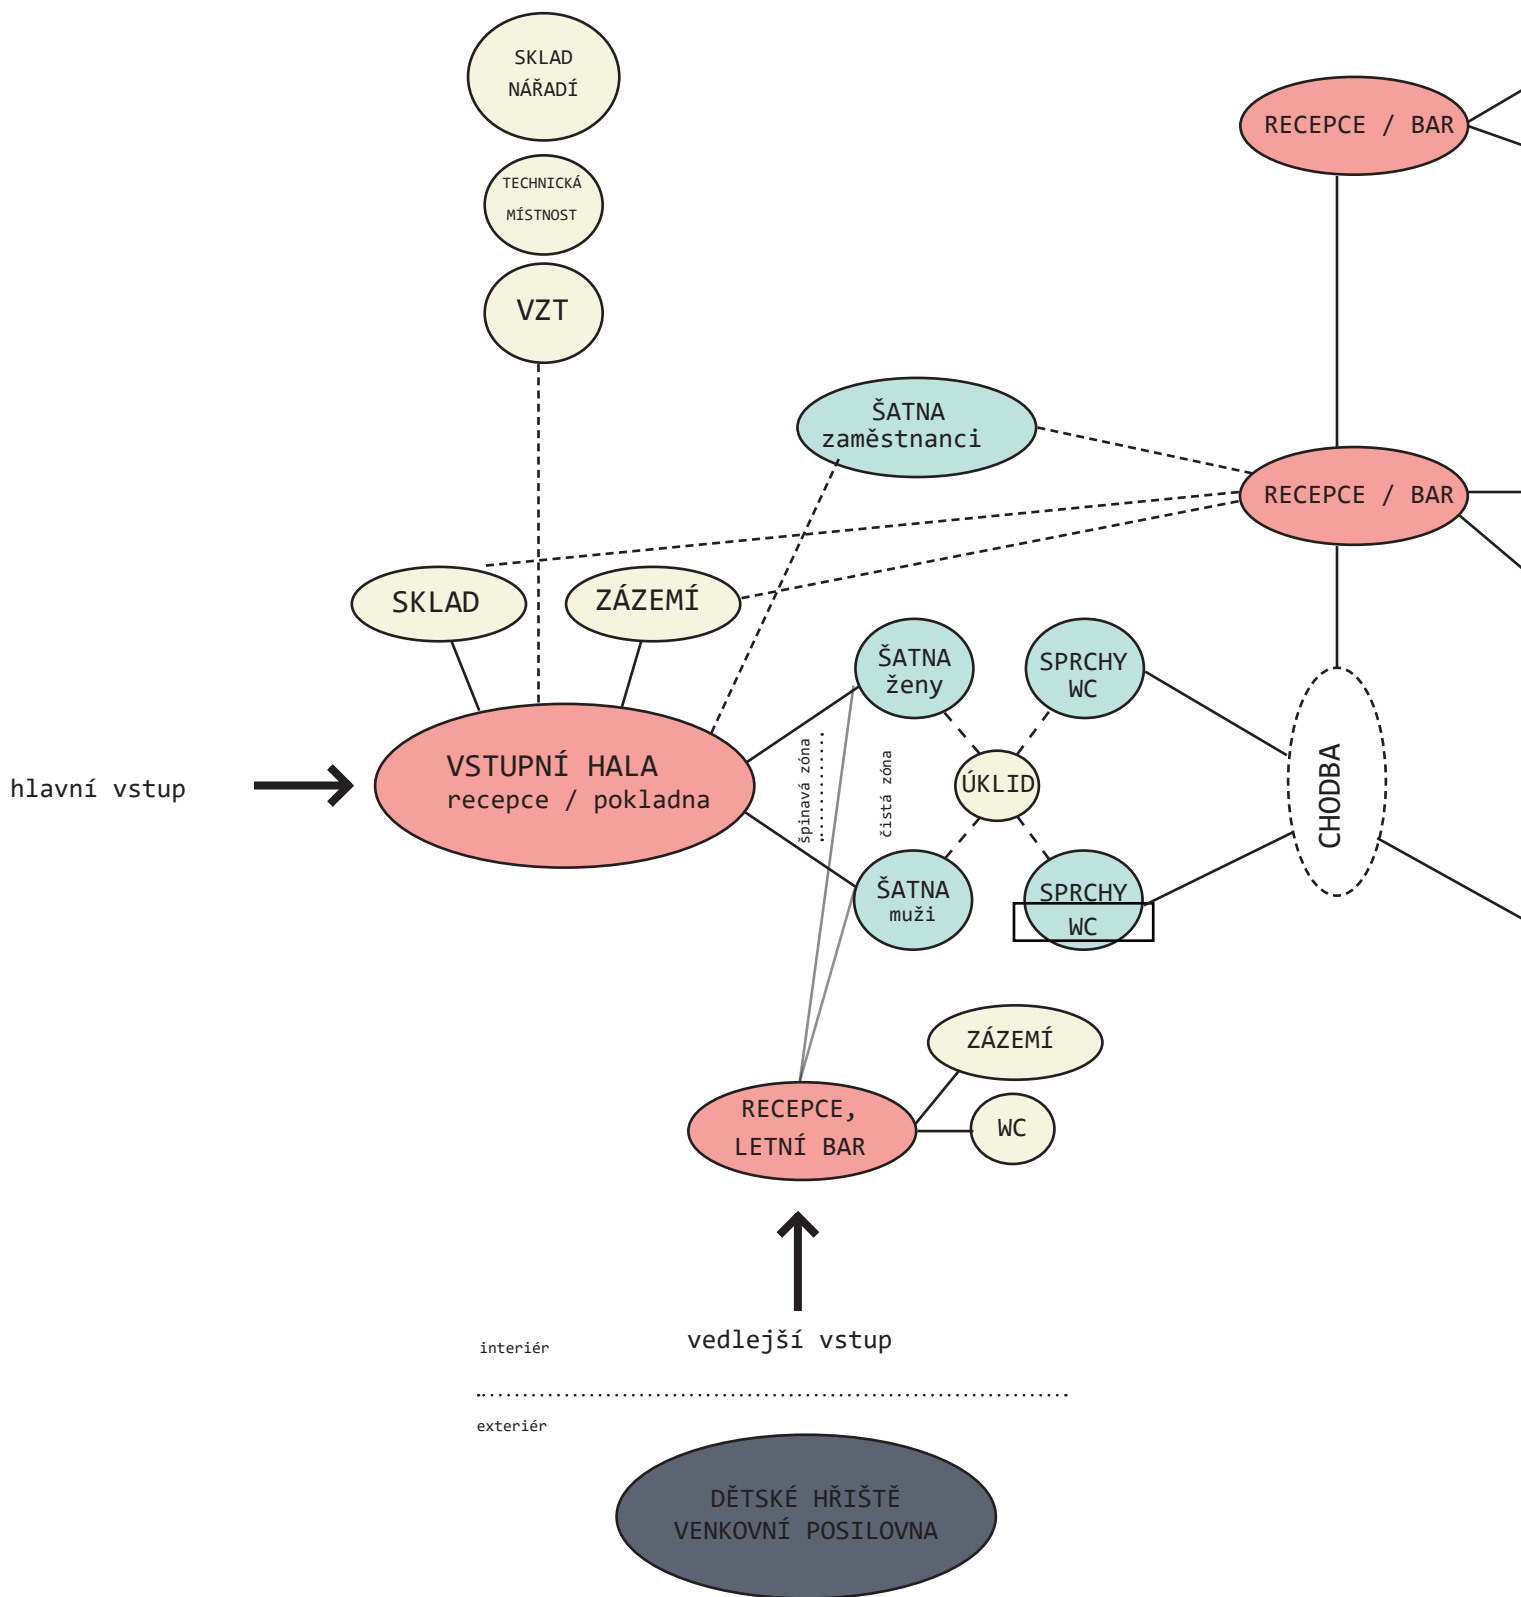 SKLAD
NÁŘADÍ
TECHNICKÁ
MÍSTNOST
VZT
RECEPCE / BAR
ŠATNA
zaměstnanci
RECEPCE / BAR
SKLAD
ZÁZEMÍ
ŠATNA
ženy
SPRCHY
WC
hlavní vstup
VSTUPNÍ HALA
recepce / pokladna
špinavá zóna
čistá zóna
ÚKLID
CHODBA
ŠATNA
muži
SPRCHY
WC
ZÁZEMÍ
RECEPCE,
LETNÍ BAR
WC
vedlejší vstup
interiér
exteriér
DĚTSKÉ HŘIŠTĚ
VENKOVNÍ POSILOVNA